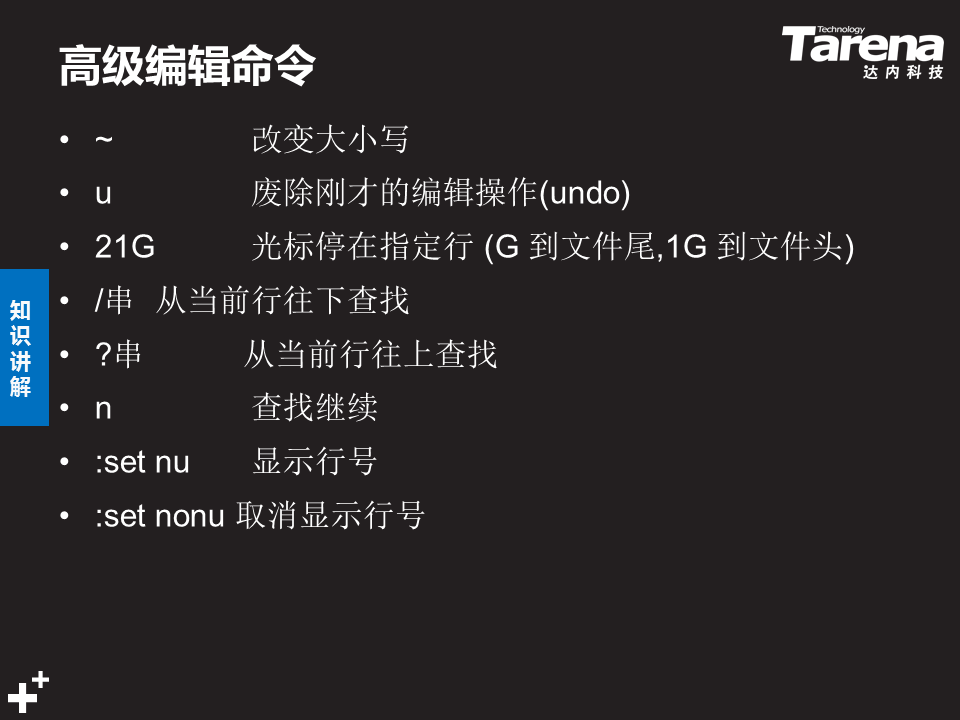 高级编辑命令
Technology
Tarena
达内科技
• ~ 改变大小写
• u 废除刚才的编辑操作(undo)
• 21G 光标停在指定行 (G 到文件尾,1G 到文件头)
• /串 从当前行往下查找
• ?串 从当前行往上查找
• n 查找继续
• :set nu 显示行号
• :set nonu 取消显示行号
知
识
讲
解